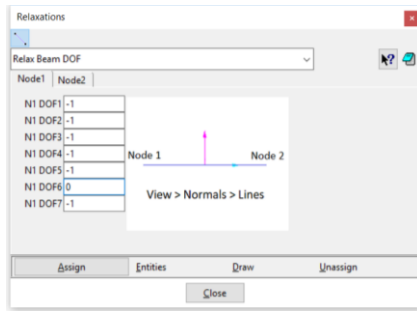 Relaxations
Relax Beam DOF
Node1 Node2
N1 DOF1 -1
N1 DOF2 -1
N1 DOF3 -1
N1 DOF4 -1
N1 DOF5 -1
N1 DOF6 0
N1 DOF7 -1
Node 1 Node 2
View > Normals > Lines
Assign Entities Draw Unassign
Close